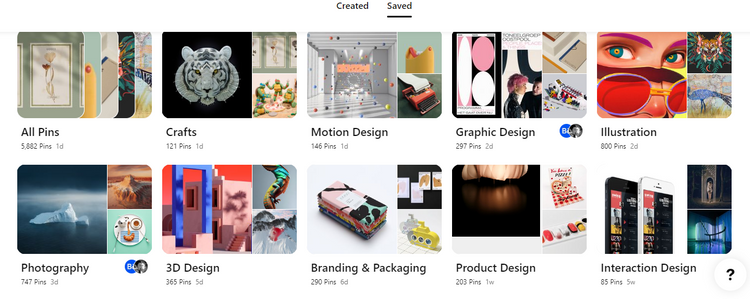 Created Saved
TONEELGROEP
OOSTPOOL
All Pins Crafts Motion Design Graphic Design Illustration
5,882 Pins 1d 121 Pins 1d 146 Pins 1d 297 Pins 2d 800 Pins 2d
Photography 3D Design Branding & Packaging Product Design Interaction Design
747 Pins 3d 365 Pins 5d 290 Pins 6d 203 Pins 1w 85 Pins 5w
?